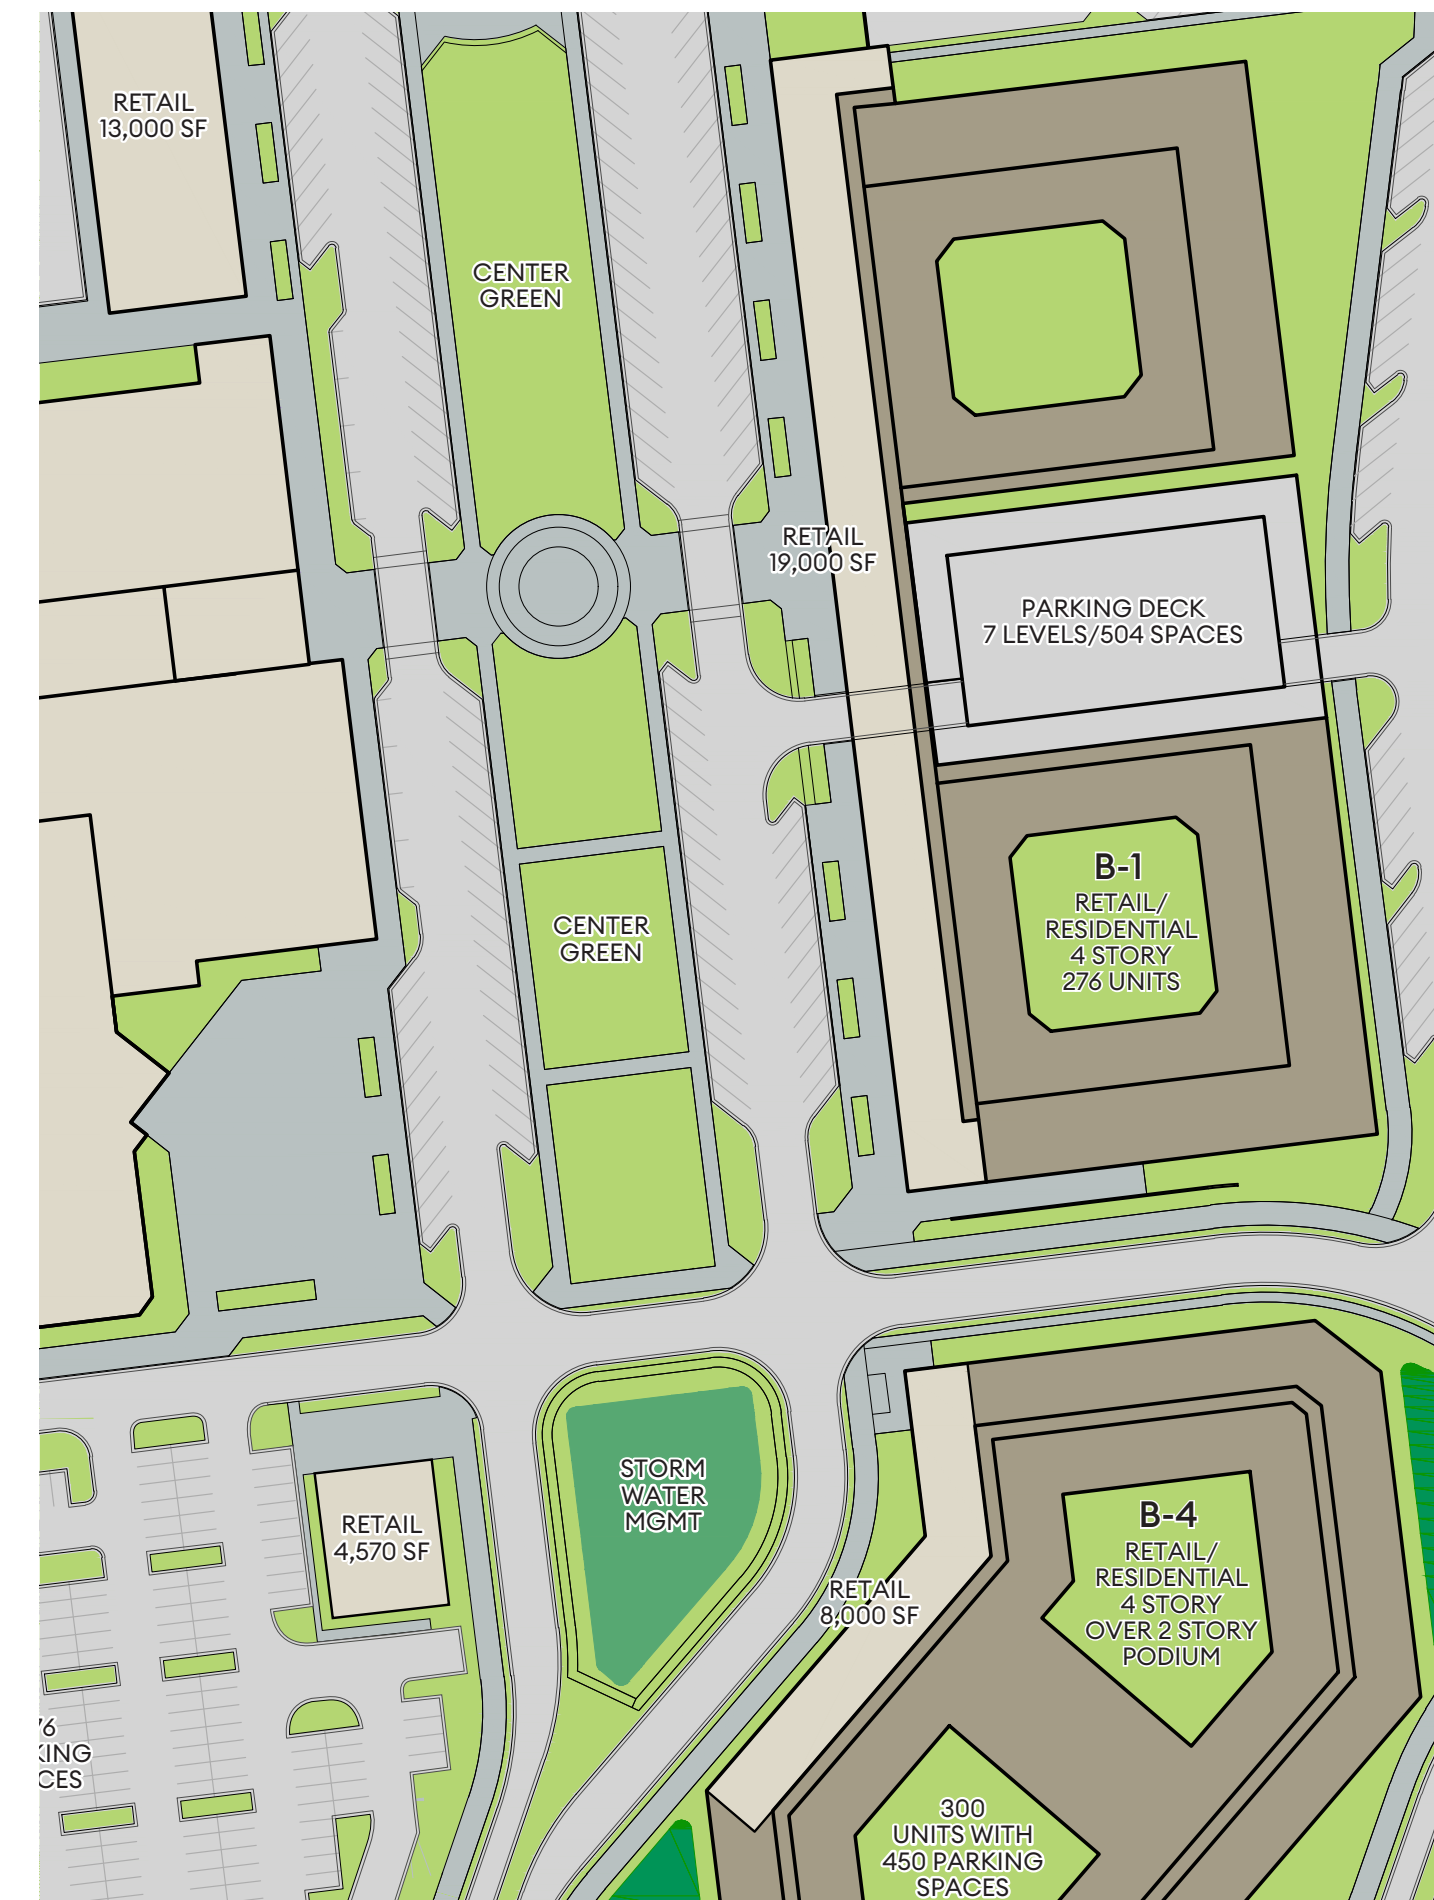 RETAIL
13,000 SF
CENTER
GREEN
RETAIL
19,000 SF
PARKING DECK
7 LEVELS/504 SPACES
B-1
RETAIL/
RESIDENTIAL
4 STORY
276 UNITS
CENTER
GREEN
STORM
WATER
MGMT
RETAIL
4,570 SF
B-4
RETAIL/
RESIDENTIAL
4 STORY
OVER 2 STORY
PODIUM
RETAIL
8,000 SF
300
UNITS WITH
450 PARKING
SPACES